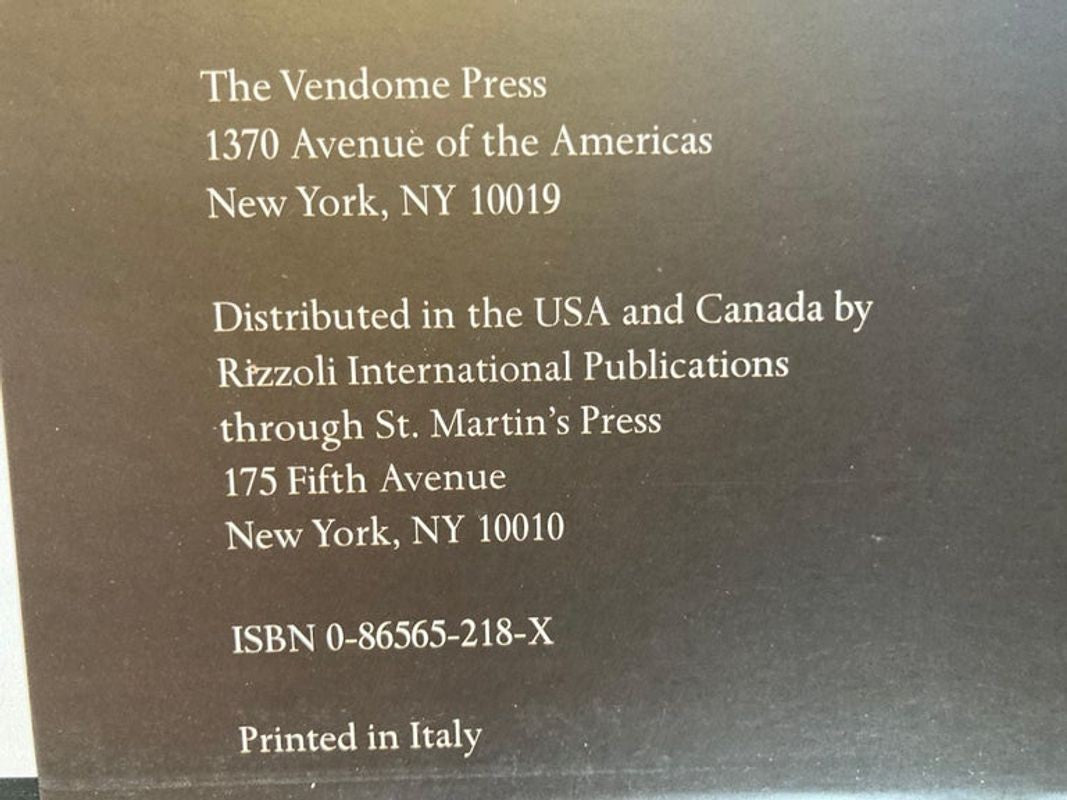 The Vendome Press
1370 Avenue of the Americas
New York, NY 10019
Distributed in the USA and Canada by
Rizzoli International Publications
through St. Martin's Press
175 Fifth Avenue
New York, NY 10010
ISBN 0-86565-218-X
Printed in Italy